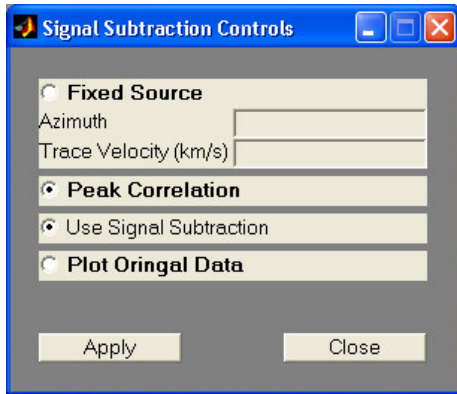 Signal Subtraction Controls
Fixed Source
Azimuth
Trace Velocity (km/s)
Peak Correlation
Use Signal Subtraction
Plot Oringal Data
Apply Close